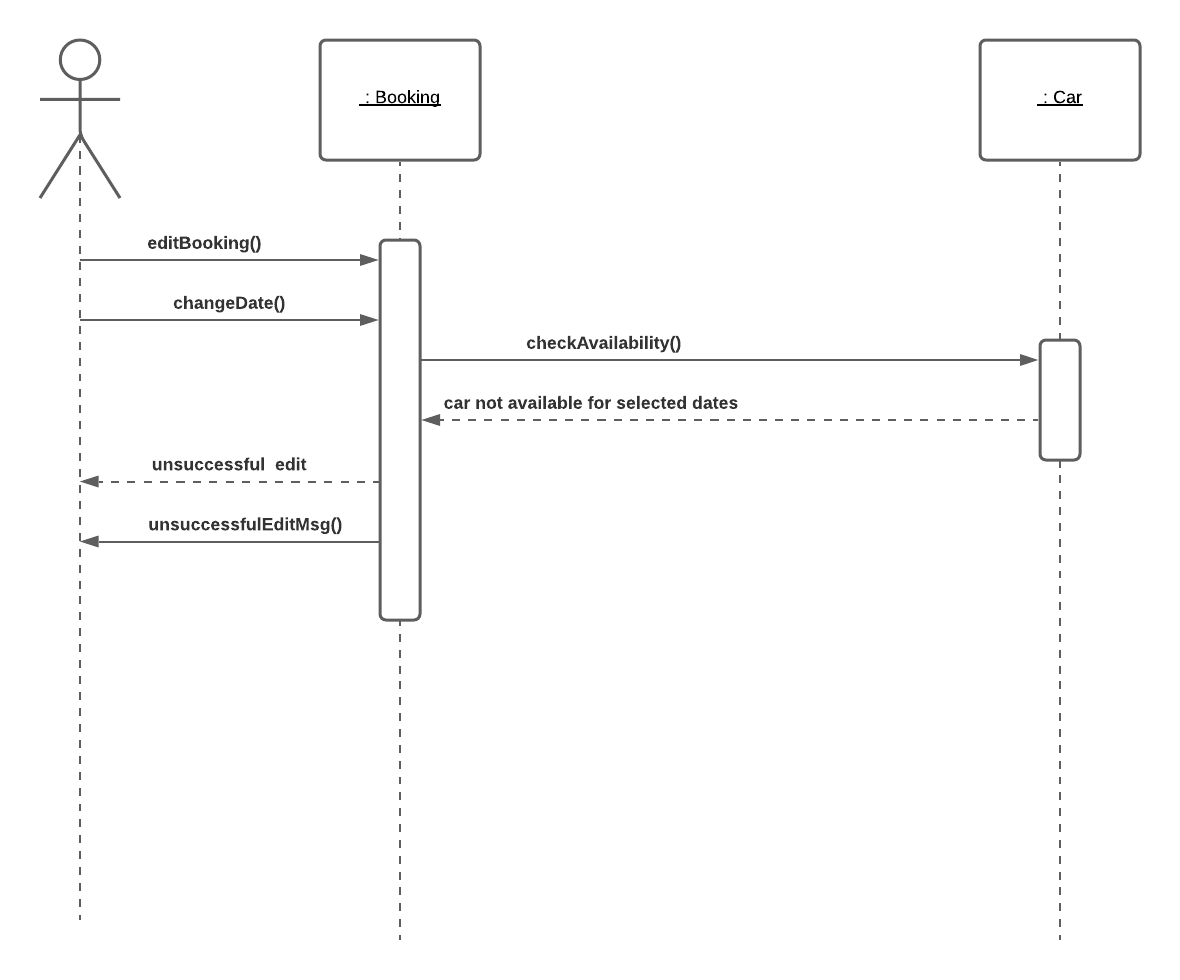 : Booking
: Car
editBooking()
changeDate()
checkAvailability()
car not available for selected dates
unsuccessful  edit
unsuccessfulEditMsg()